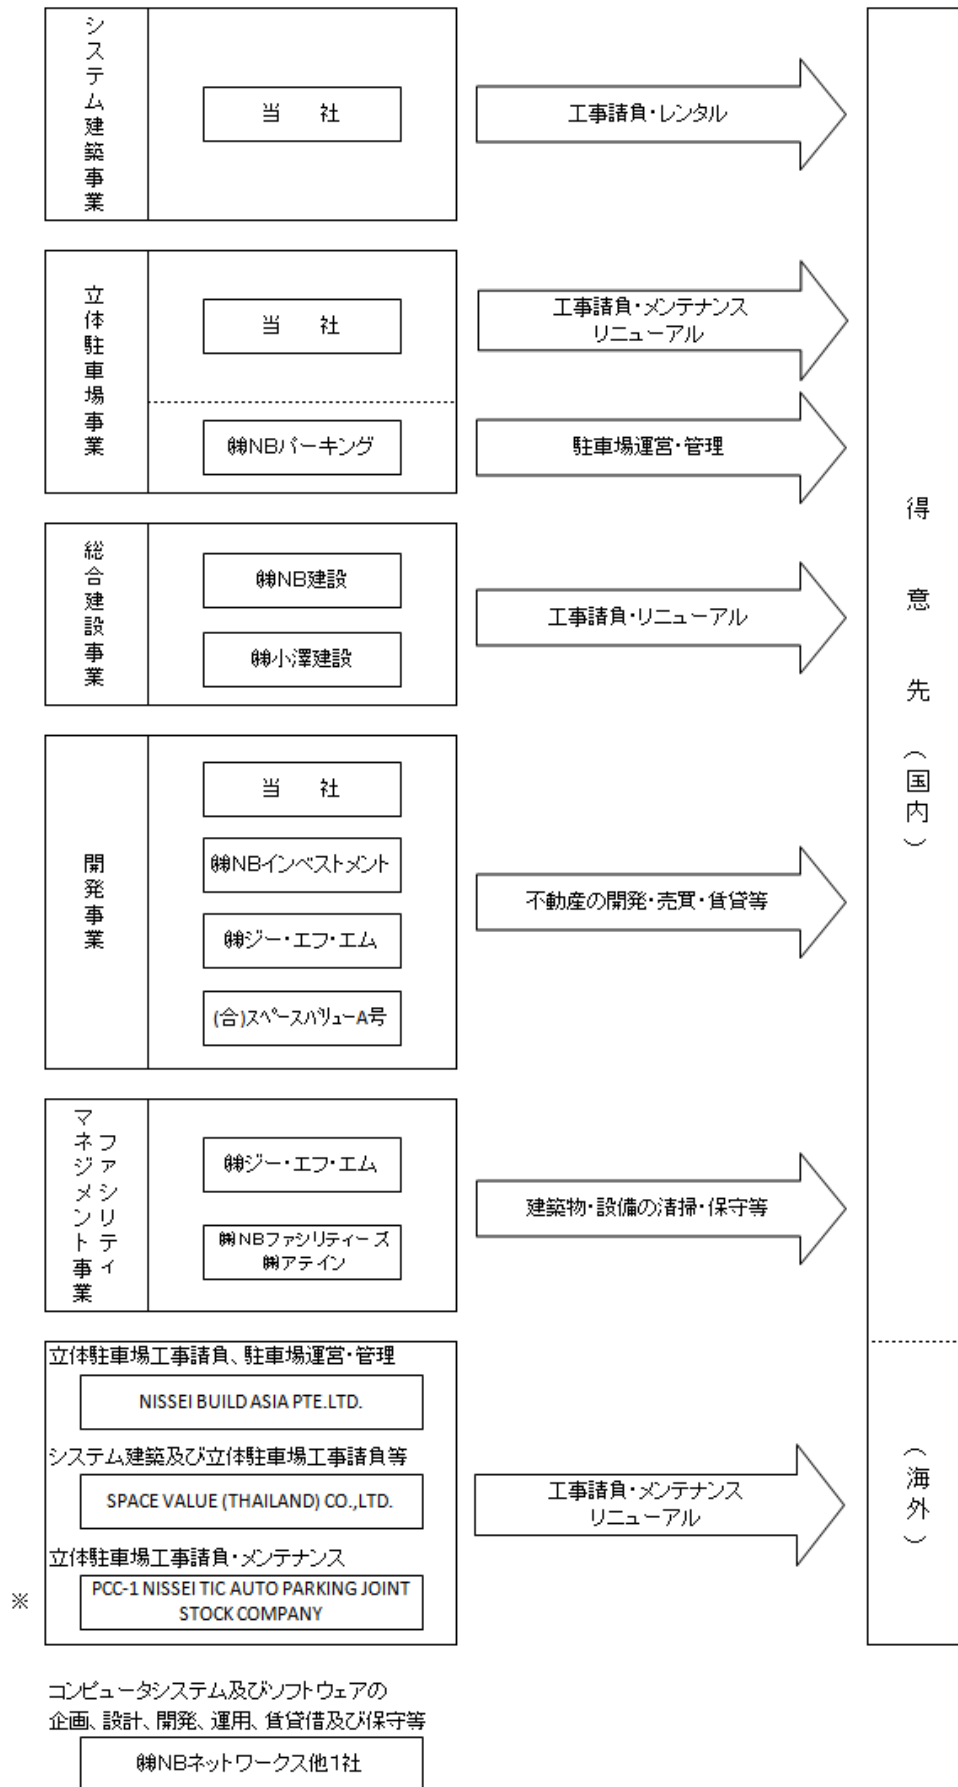 システム建築事業
当　社
工事請負・レンタル
立体駐車場事業
当　社
工事請負・メンテナンス
リニューアル
㈱NBパーキング
駐車場運営・管理
総合建設事業
㈱NB建設
㈱小澤建設
工事請負・リニューアル
開発事業
当　社
㈱NBインベストメント
㈱ジー・エフ・エム
(合)スペースバリューA号
不動産の開発・売買・賃貸等
ファシリティ
マネジメント事業
㈱ジー・エフ・エム
㈱NBファシリティーズ
㈱アテイン
建築物・設備の清掃・保守等
立体駐車場工事請負、駐車場運営・管理
NISSEI BUILD ASIA PTE.LTD.
システム建築及び立体駐車場工事請負等
SPACE VALUE (THAILAND) CO.,LTD.
立体駐車場工事請負・メンテナンス
※
PCC-1 NISSEI TIC AUTO PARKING JOINT
STOCK COMPANY
工事請負・メンテナンス
リニューアル
得意先（国内）
（海外）
コンピュータシステム及びソフトウェアの
企画、設計、開発、運用、賃貸借及び保守等
㈱NBネットワークス他1社